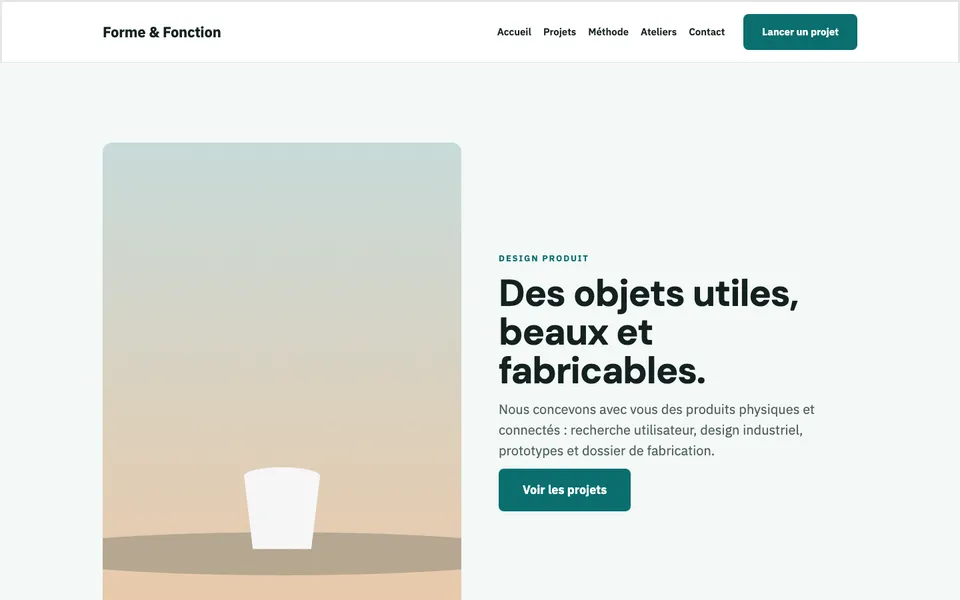 Forme & Fonction
Accueil Projets Méthode Ateliers Contact Lancer un projet
DESIGN PRODUIT
Des objets utiles,
beaux et
fabricables.
Nous concevons avec vous des produits physiques et
connectés : recherche utilisateur, design industriel,
prototypes et dossier de fabrication.
Voir les projets